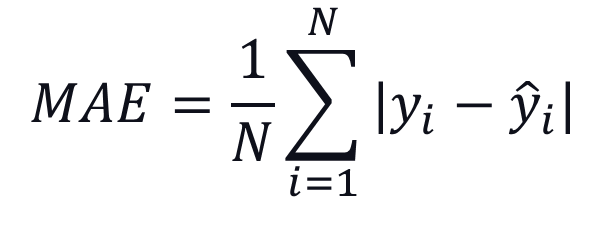 MAE = \frac{1}{N} \sum_{i=1}^{N} |y_i - \hat{y}_i|